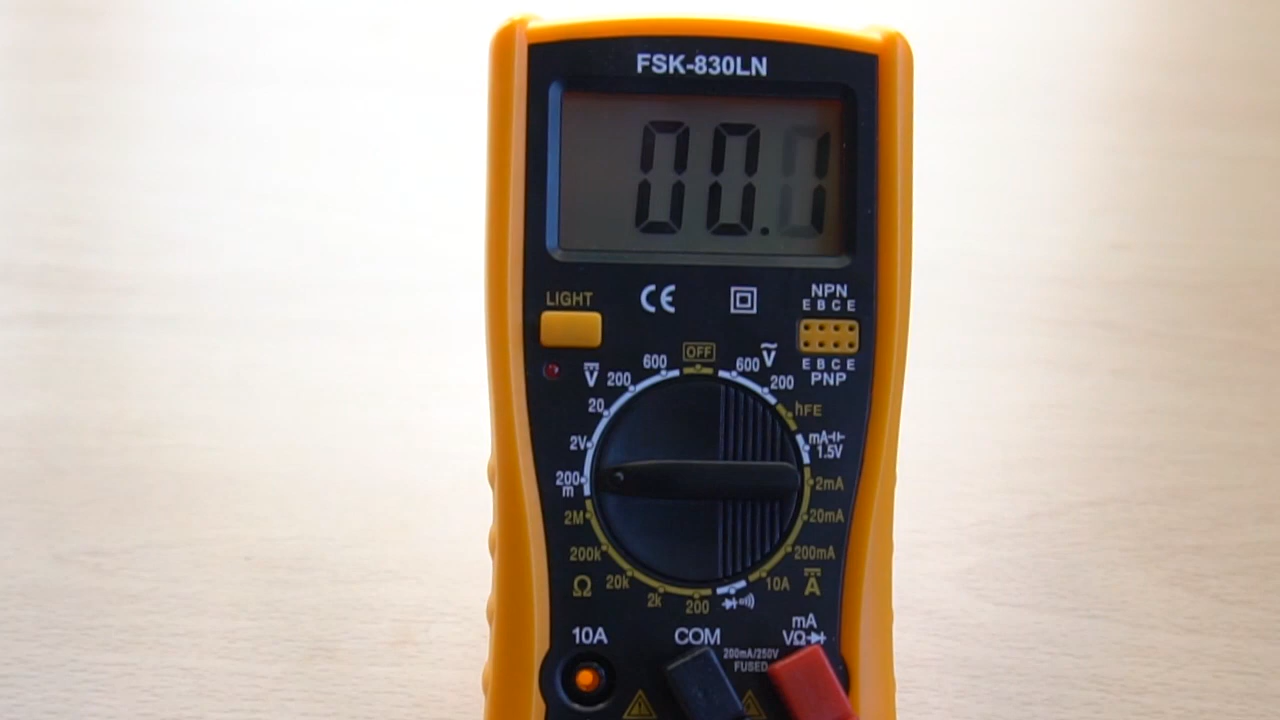 FSK-830LN
00.1
LIGHT
CE
NPN
E B C E
E B C E
PNP
OFF
600
200
20
2V
200
m
2M
200k
20k
2k
200
Ω
V
600
V
200
hFE
mA
1.5V
2mA
20mA
200mA
10A
A
10A
COM
mA
VΩ
200mA/250V
FUSED